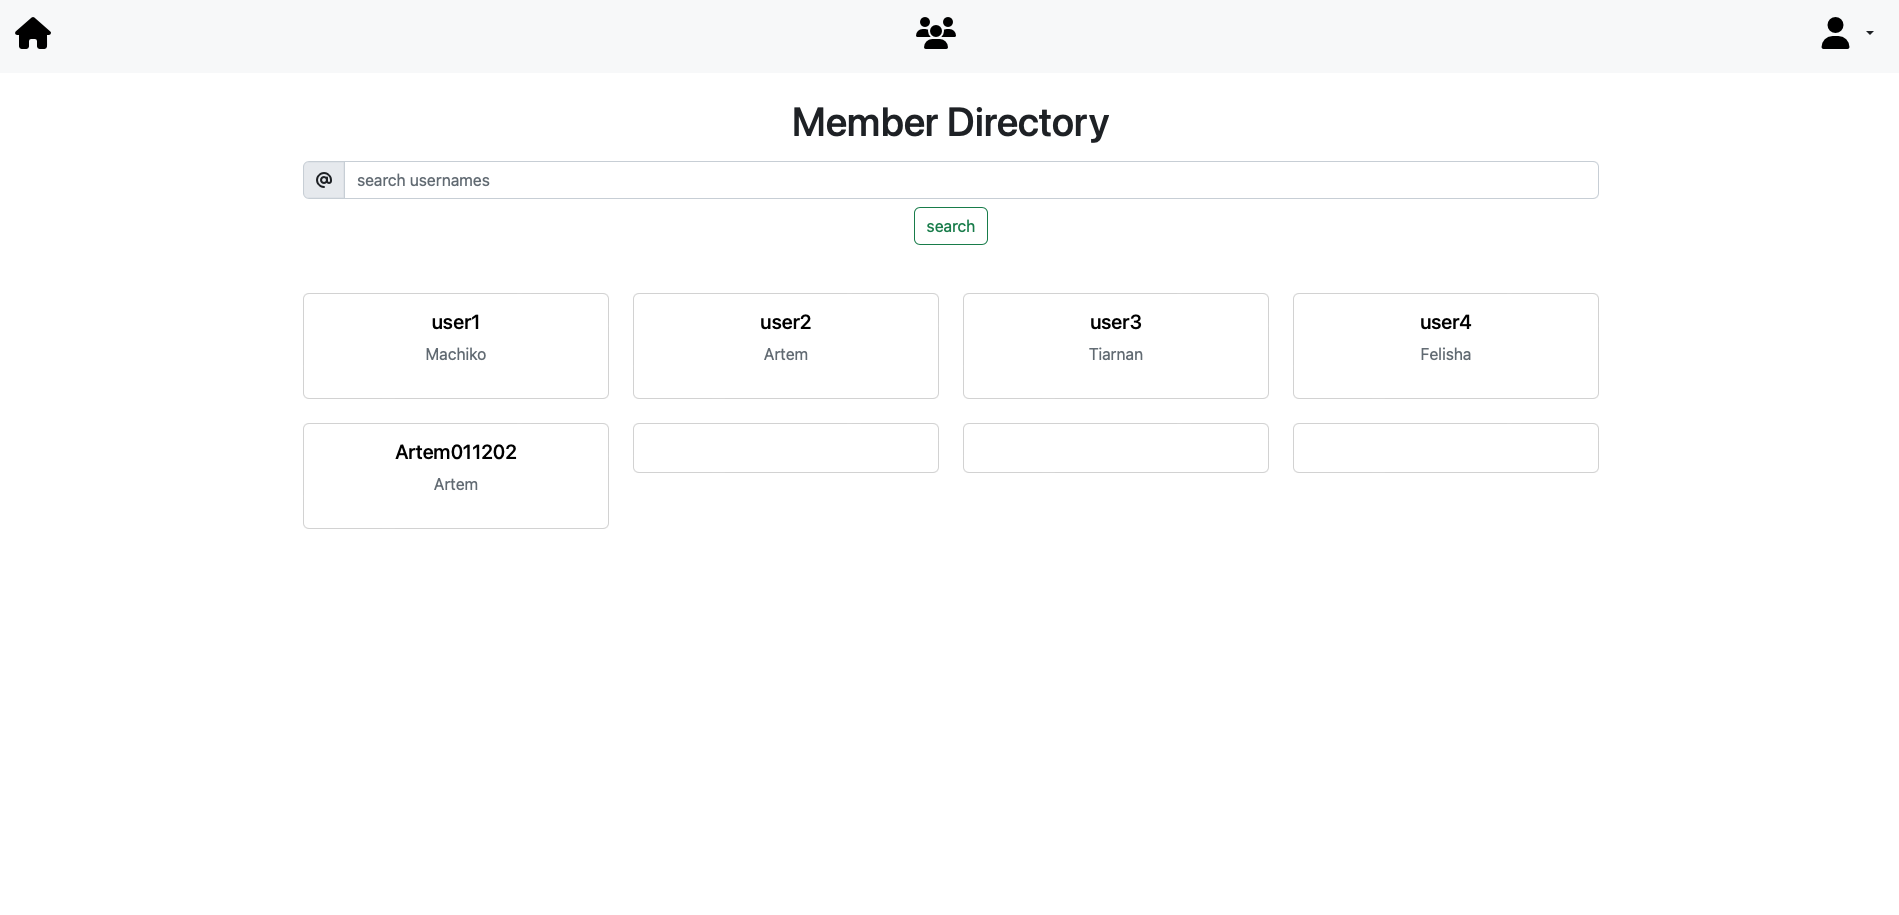 Member Directory
@ search usernames
search
user1
Machiko
user2
Artem
user3
Tiarnan
user4
Felisha
Artem011202
Artem